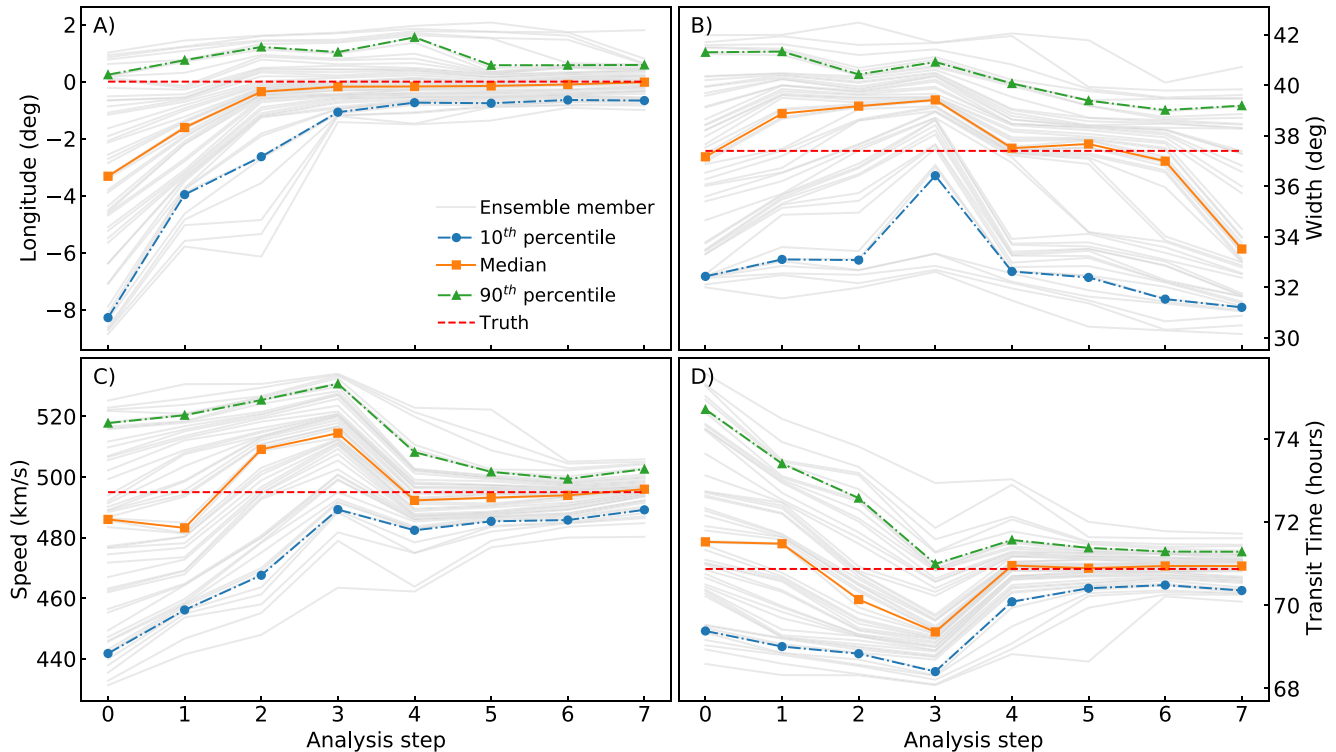 A)
2
0
−2
−4
−6
−8
Longitude (deg)
Ensemble member
10th percentile
Median
90th percentile
Truth
B)
42
40
38
36
34
32
30
Width (deg)
C)
520
500
480
460
440
Speed (km/s)
0 1 2 3 4 5 6 7
Analysis step
D)
74
72
70
68
Transit Time (hours)
0 1 2 3 4 5 6 7
Analysis step